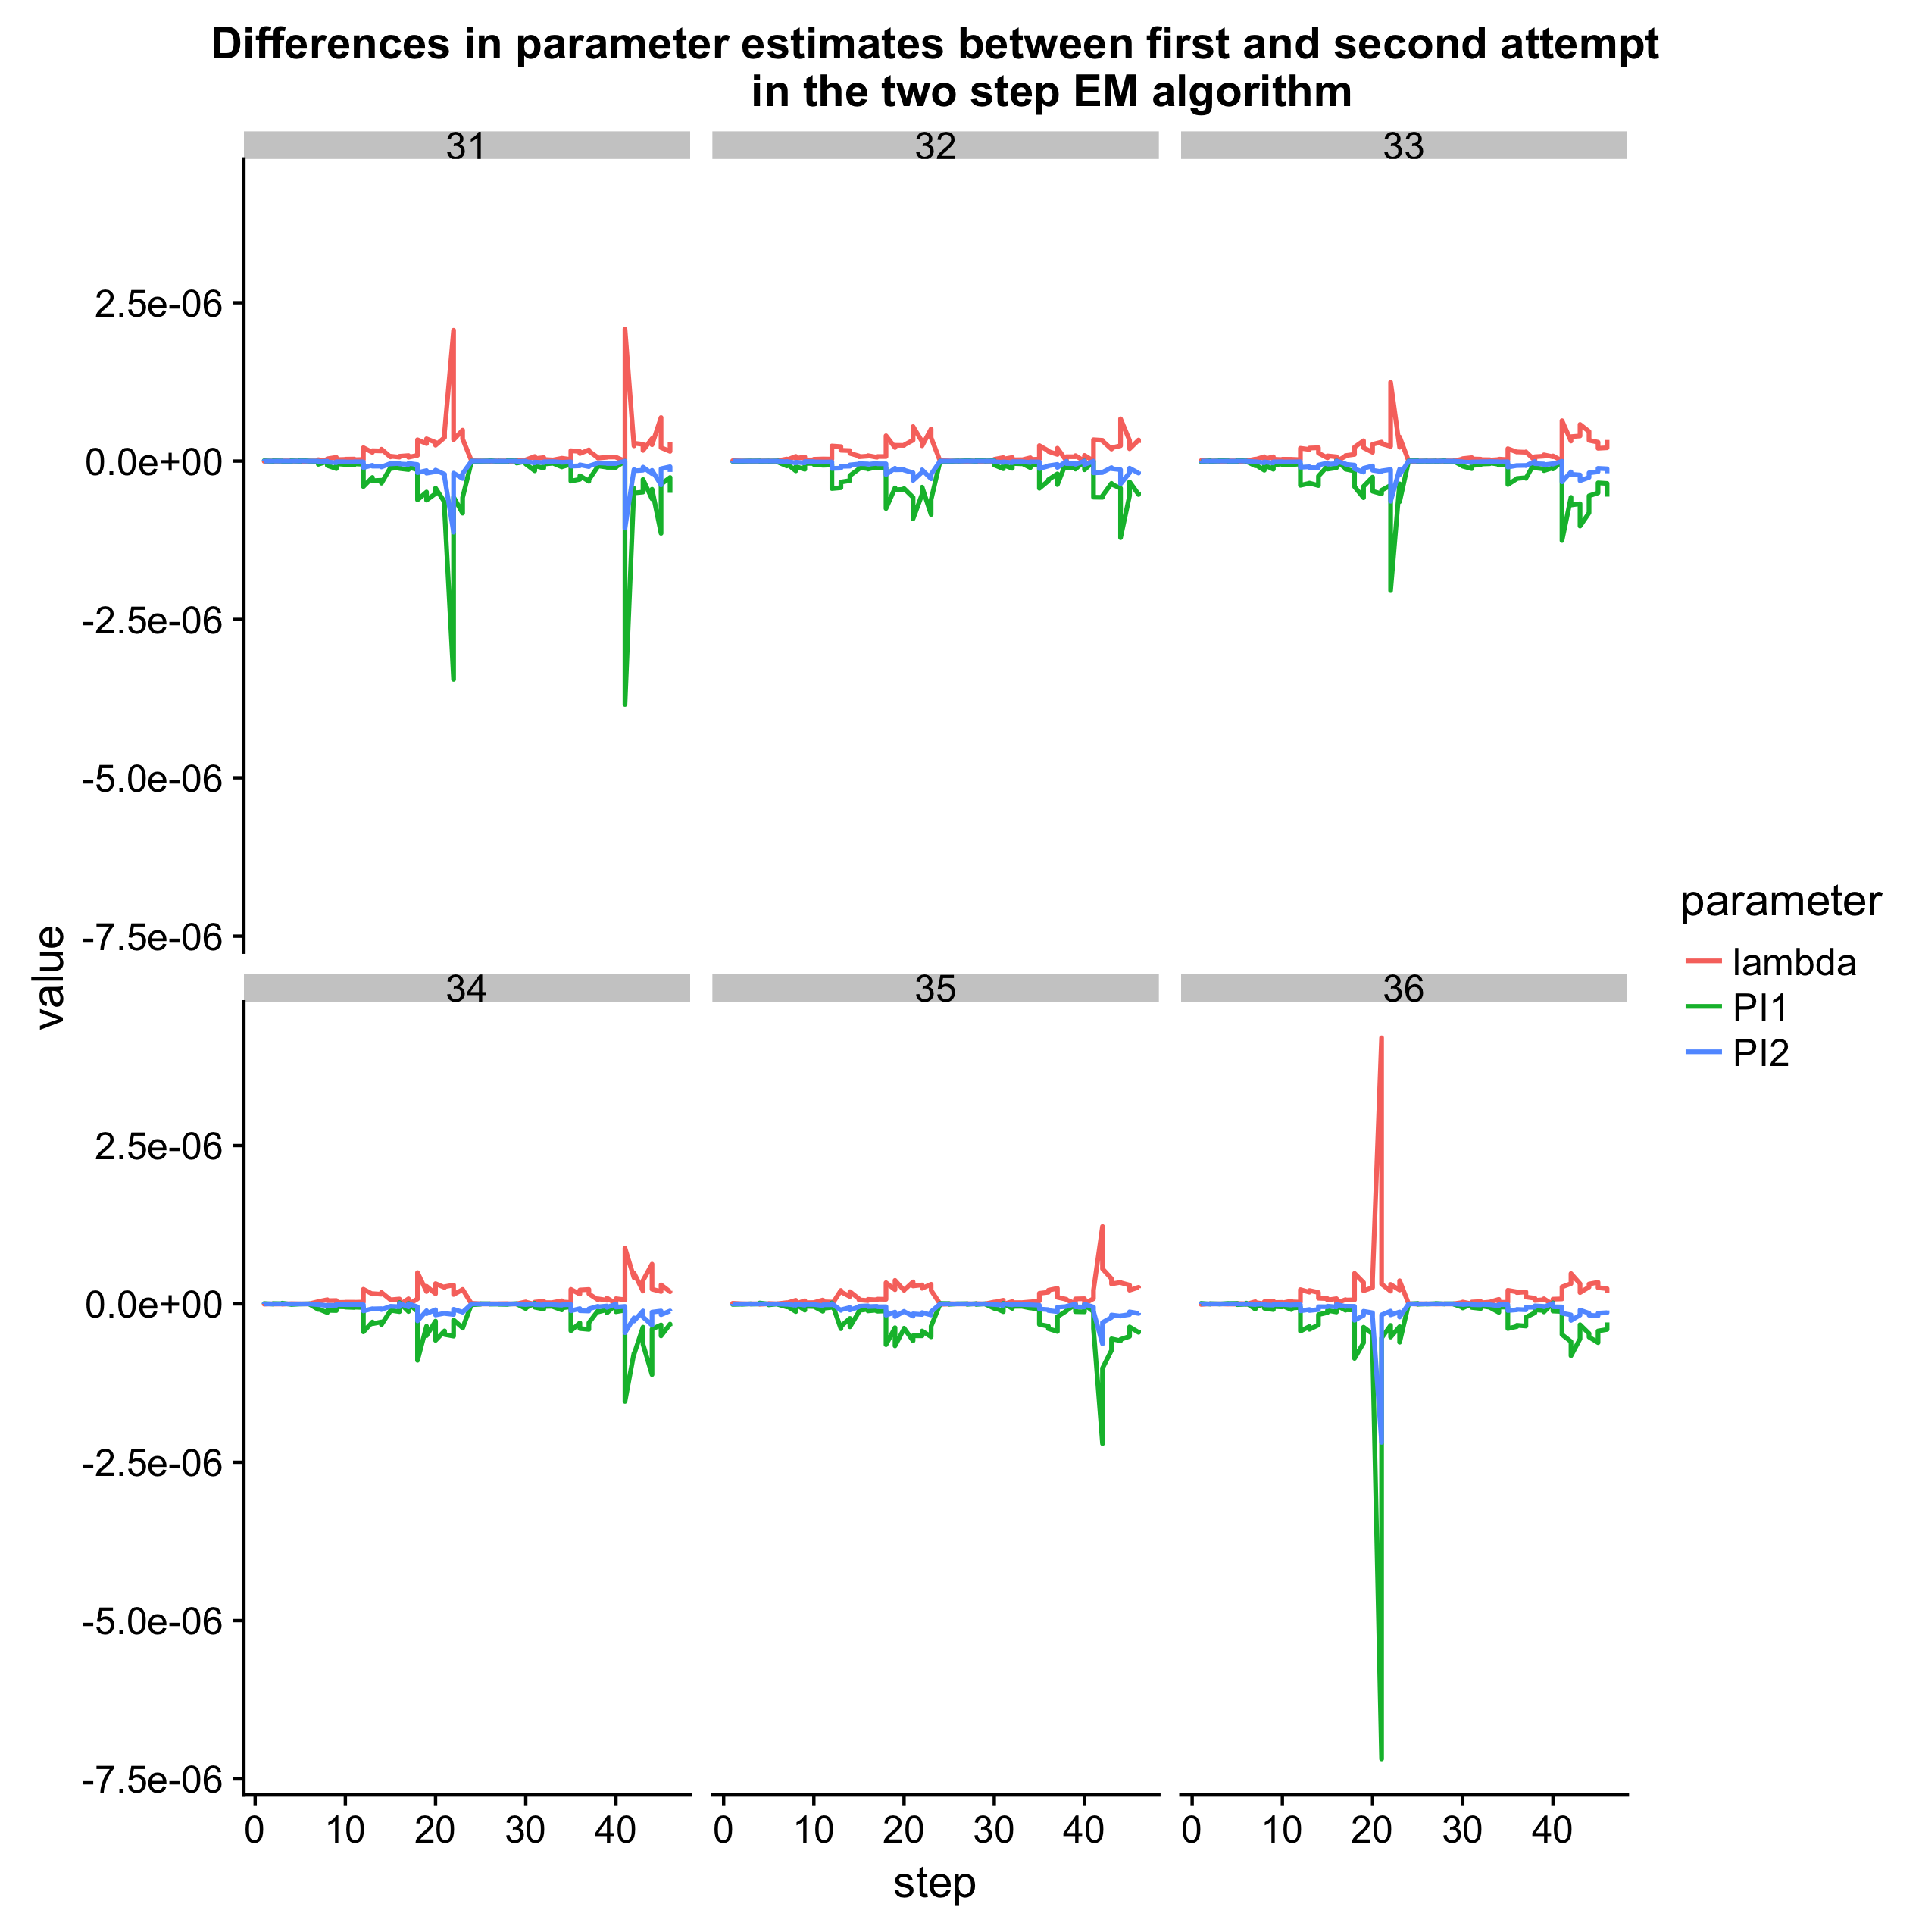 Differences in parameter estimates between first and second attempt
in the two step EM algorithm
31 32 33
2.5e-06
0.0e+00
-2.5e-06
-5.0e-06
-7.5e-06
value
34 35 36
2.5e-06
0.0e+00
-2.5e-06
-5.0e-06
-7.5e-06
0 10 20 30 40 0 10 20 30 40 0 10 20 30 40
step
parameter
lambda
PI1
PI2